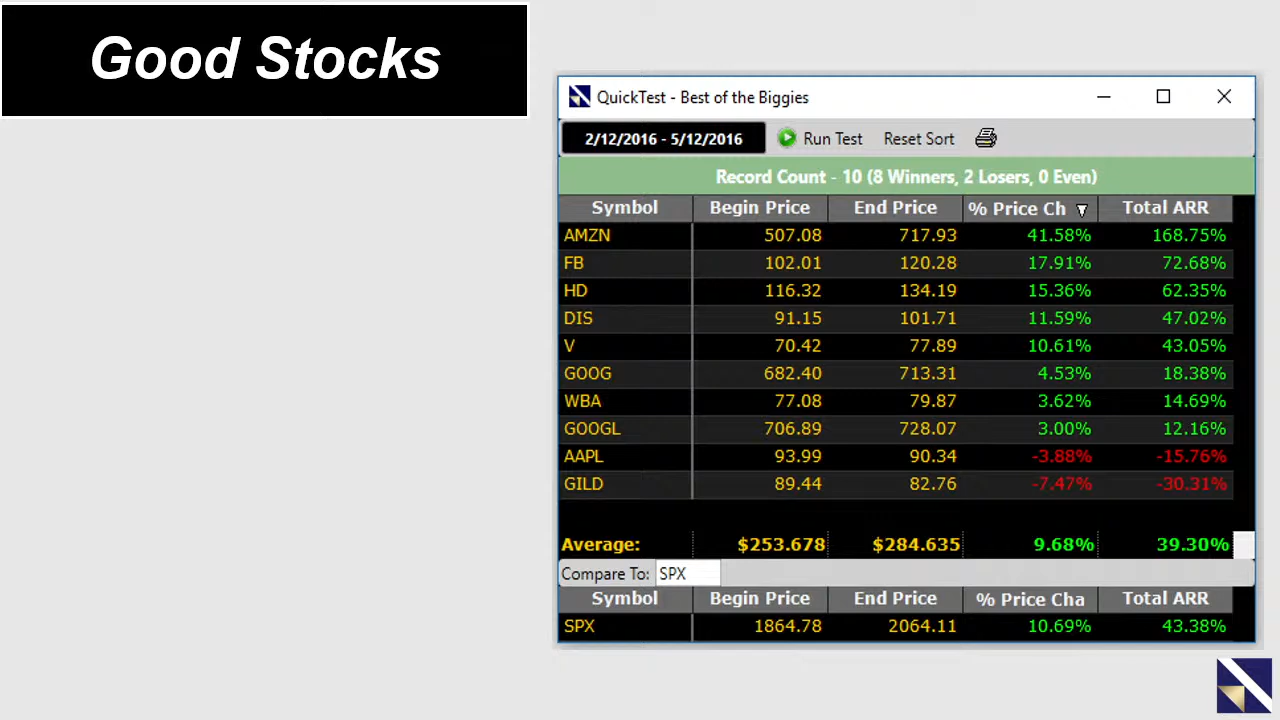 Good Stocks
QuickTest - Best of the Biggies
2/12/2016 - 5/12/2016 Run Test Reset Sort
Record Count - 10 (8 Winners, 2 Losers, 0 Even)
Symbol Begin Price End Price % Price Ch Total ARR
AMZN 507.08 717.93 41.58% 168.75%
FB 102.01 120.28 17.91% 72.68%
HD 116.32 134.19 15.36% 62.35%
DIS 91.15 101.71 11.59% 47.02%
V 70.42 77.89 10.61% 43.05%
GOOG 682.40 713.31 4.53% 18.38%
WBA 77.08 79.87 3.62% 14.69%
GOOGL 706.89 728.07 3.00% 12.16%
AAPL 93.99 90.34 -3.88% -15.76%
GILD 89.44 82.76 -7.47% -30.31%
Average: $253.678 $284.635 9.68% 39.30%
Compare To: SPX
Symbol Begin Price End Price % Price Cha Total ARR
SPX 1864.78 2064.11 10.69% 43.38%